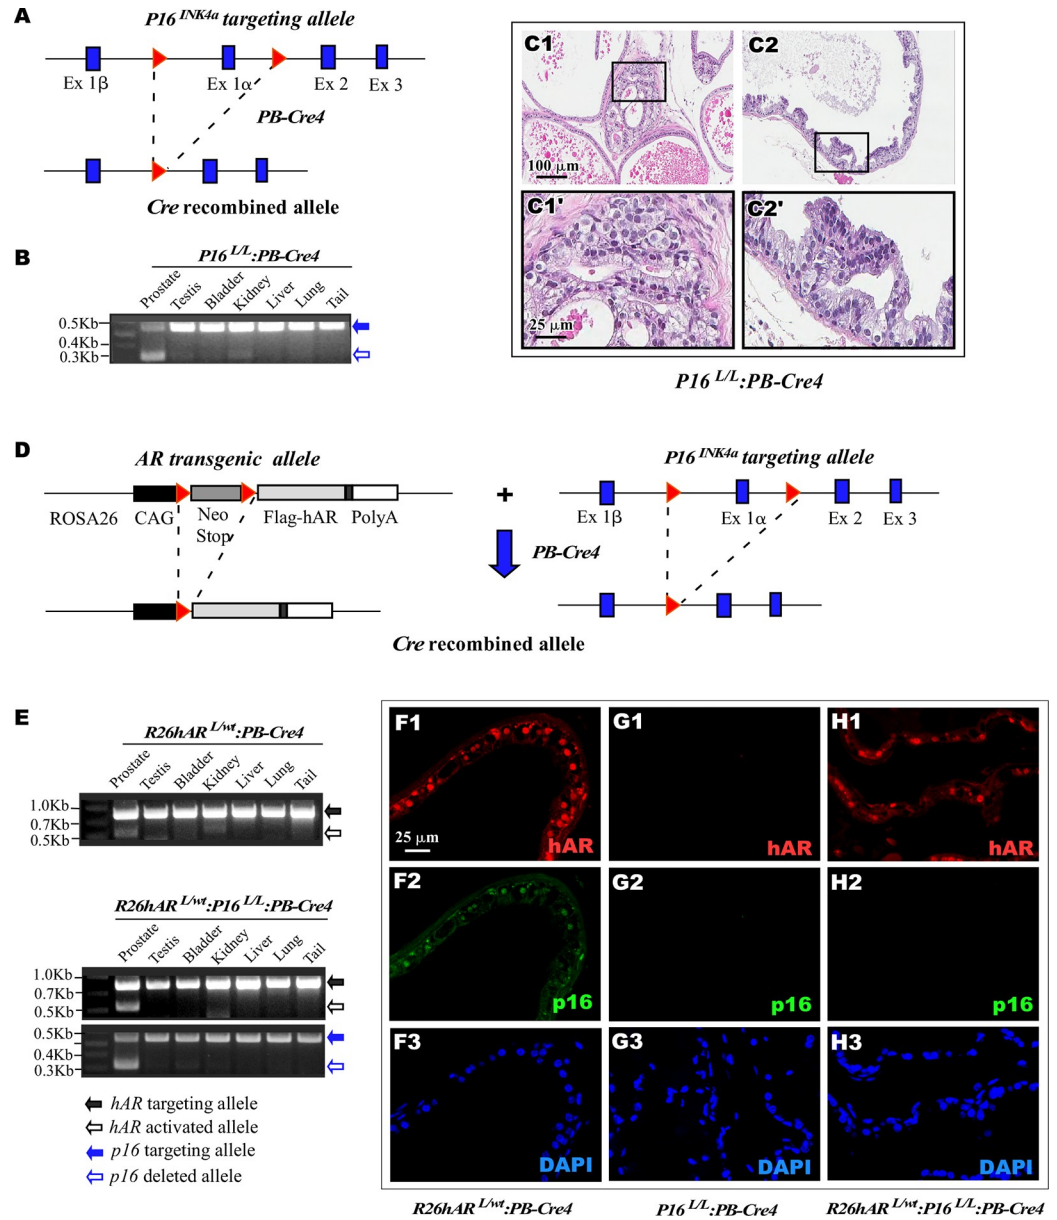 A
P16 INK4a targeting allele
Ex 1β
Ex 1α
Ex 2
Ex 3
PB-Cre4
Cre recombined allele
B
P16 L/L:PB-Cre4
Prostate
Testis
Bladder
Kidney
Liver
Lung
Tail
0.5Kb
0.4Kb
0.3Kb
C1
100 μm
C2
C1'
25 μm
C2'
P16 L/L:PB-Cre4
D
AR transgenic allele
ROSA26
CAG
Neo
Stop
Flag-hAR
PolyA
+
P16 INK4a targeting allele
Ex 1β
Ex 1α
Ex 2
Ex 3
PB-Cre4
Cre recombined allele
E
R26hAR L/wt:PB-Cre4
Prostate
Testis
Bladder
Kidney
Liver
Lung
Tail
1.0Kb
0.7Kb
0.5Kb
R26hAR L/wt:P16 L/L:PB-Cre4
Prostate
Testis
Bladder
Kidney
Liver
Lung
Tail
1.0Kb
0.7Kb
0.5Kb
0.5Kb
0.4Kb
0.3Kb
hAR targeting allele
hAR activated allele
p16 targeting allele
p16 deleted allele
F1
25 μm
hAR
G1
hAR
H1
hAR
F2
p16
G2
p16
H2
p16
F3
DAPI
G3
DAPI
H3
DAPI
R26hAR L/wt:PB-Cre4
P16 L/L:PB-Cre4
R26hAR L/wt:P16 L/L:PB-Cre4